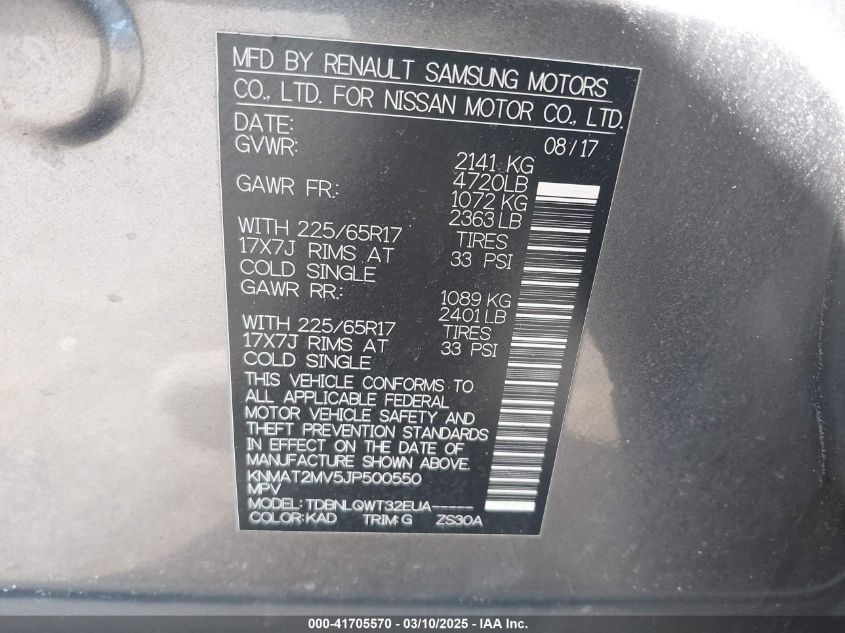 MFD BY RENAULT SAMSUNG MOTORS
CO., LTD. FOR NISSAN MOTOR CO., LTD.
DATE: 08/17
GVWR: 2141 KG
4720LB
GAWR FR.: 1072 KG
2363 LB
WITH 225/65R17 TIRES
17X7J RIMS AT 33 PSI
COLD SINGLE
GAWR RR.: 1089 KG
2401 LB
WITH 225/65R17 TIRES
17X7J RIMS AT 33 PSI
COLD SINGLE
THIS VEHICLE CONFORMS TO
ALL APPLICABLE FEDERAL
MOTOR VEHICLE SAFETY AND
THEFT PREVENTION STANDARDS
IN EFFECT ON THE DATE OF
MANUFACTURE SHOWN ABOVE.
KNMAT2MV5JP500550
MPV
MODEL: TDBNLQWT32EUA-----
COLOR: KAD TRIM: G ZS30A
000-41705570 - 03/10/2025 - IAA Inc.